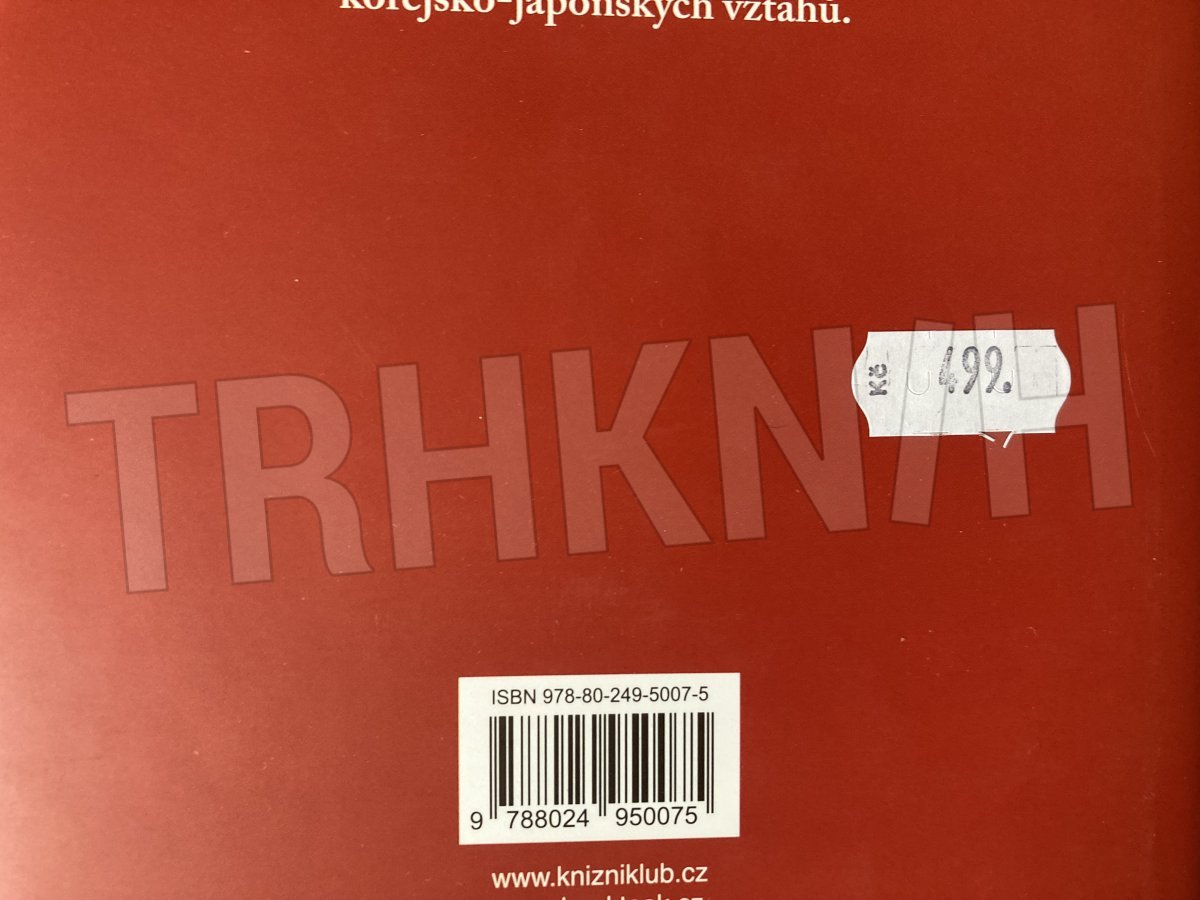 korejsko-japonských vztahů.
TRHKNIH
Kč 499.
ISBN 978-80-249-5007-5
9 788024 950075
www.knizniklub.cz